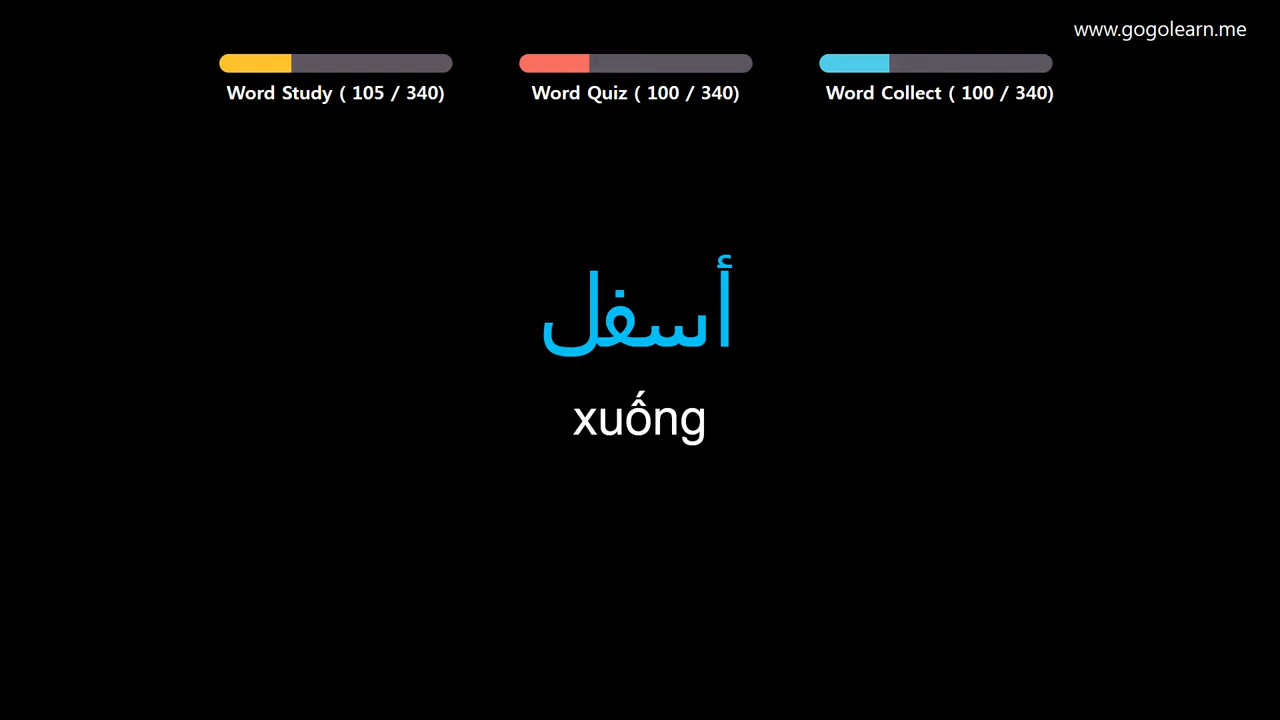 www.gogolearn.me
Word Study ( 105 / 340)
Word Quiz ( 100 / 340)
Word Collect ( 100 / 340)
أسفل
xuống